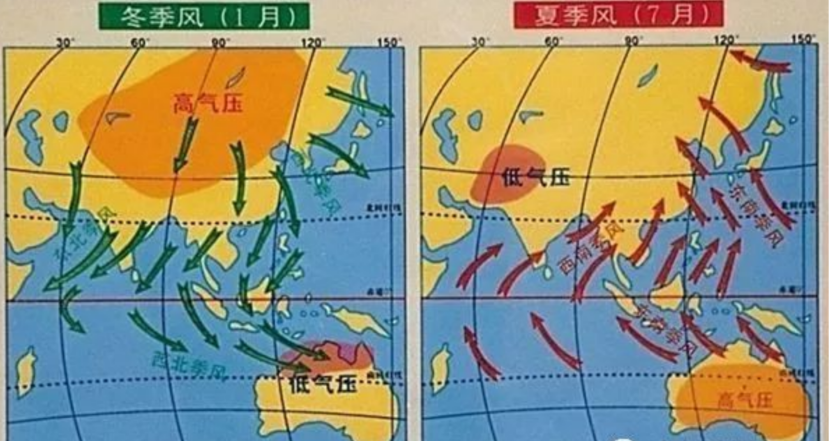 冬季风（1月）
夏季风（7月）
30° 60° 90° 120° 150°
30° 60° 90° 120° 150°
高气压
西北季风
东北季风
北回归线
赤道
西北季风
低气压
南回归线
低气压
东南季风
北回归线
西南季风
赤道
东南季风
南回归线
高气压